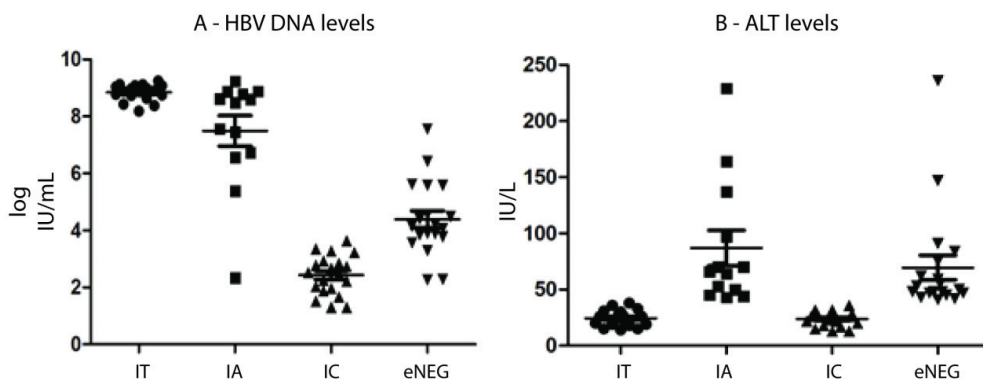 A - HBV DNA levels
10
8
6
4
2
0
log
IU/mL
IT
IA
IC
eNEG
B - ALT levels
250
200
150
100
50
0
IU/L
IT
IA
IC
eNEG